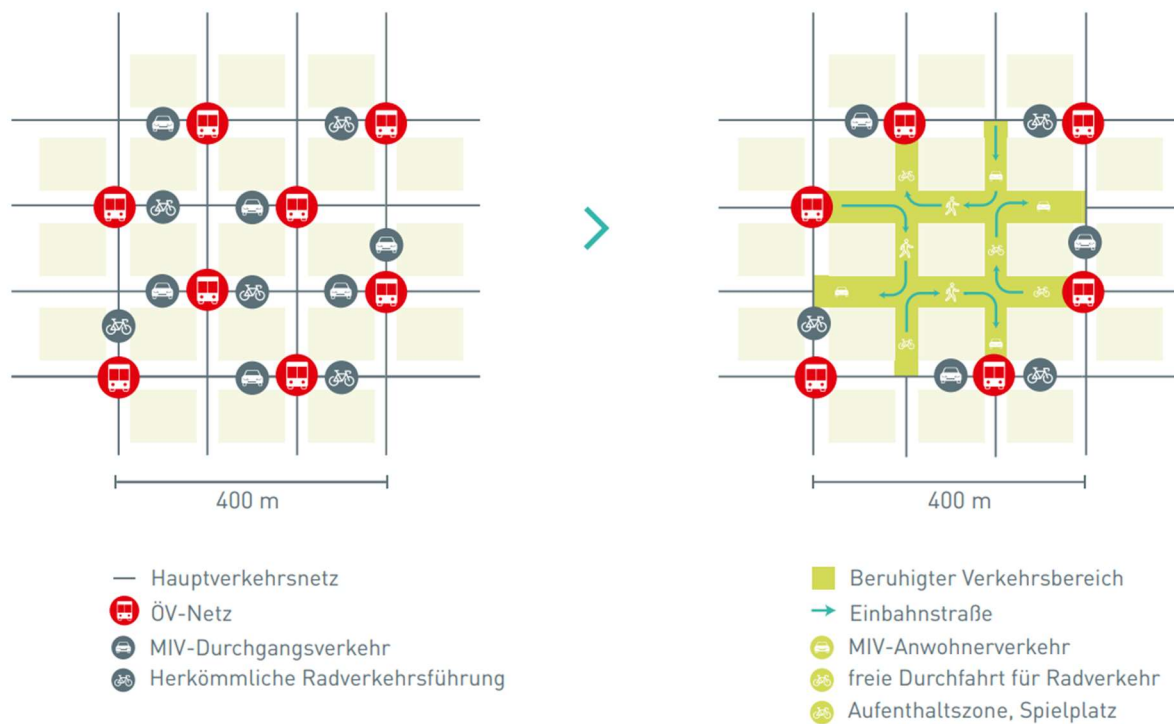 400 m
400 m
Hauptverkehrsnetz
ÖV-Netz
MIV-Durchgangsverkehr
Herkömmliche Radverkehrsführung
Beruhigter Verkehrsbereich
Einbahnstraße
MIV-Anwohnerverkehr
freie Durchfahrt für Radverkehr
Aufenthaltszone, Spielplatz